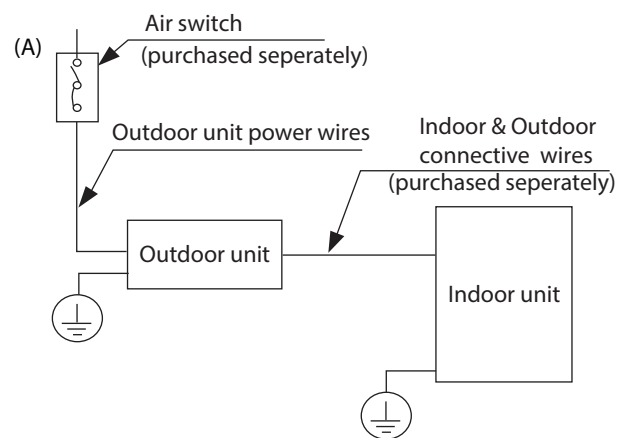 (A)
Air switch
(purchased seperately)
Outdoor unit power wires
Indoor & Outdoor
connective wires
(purchased seperately)
Outdoor unit
Indoor unit